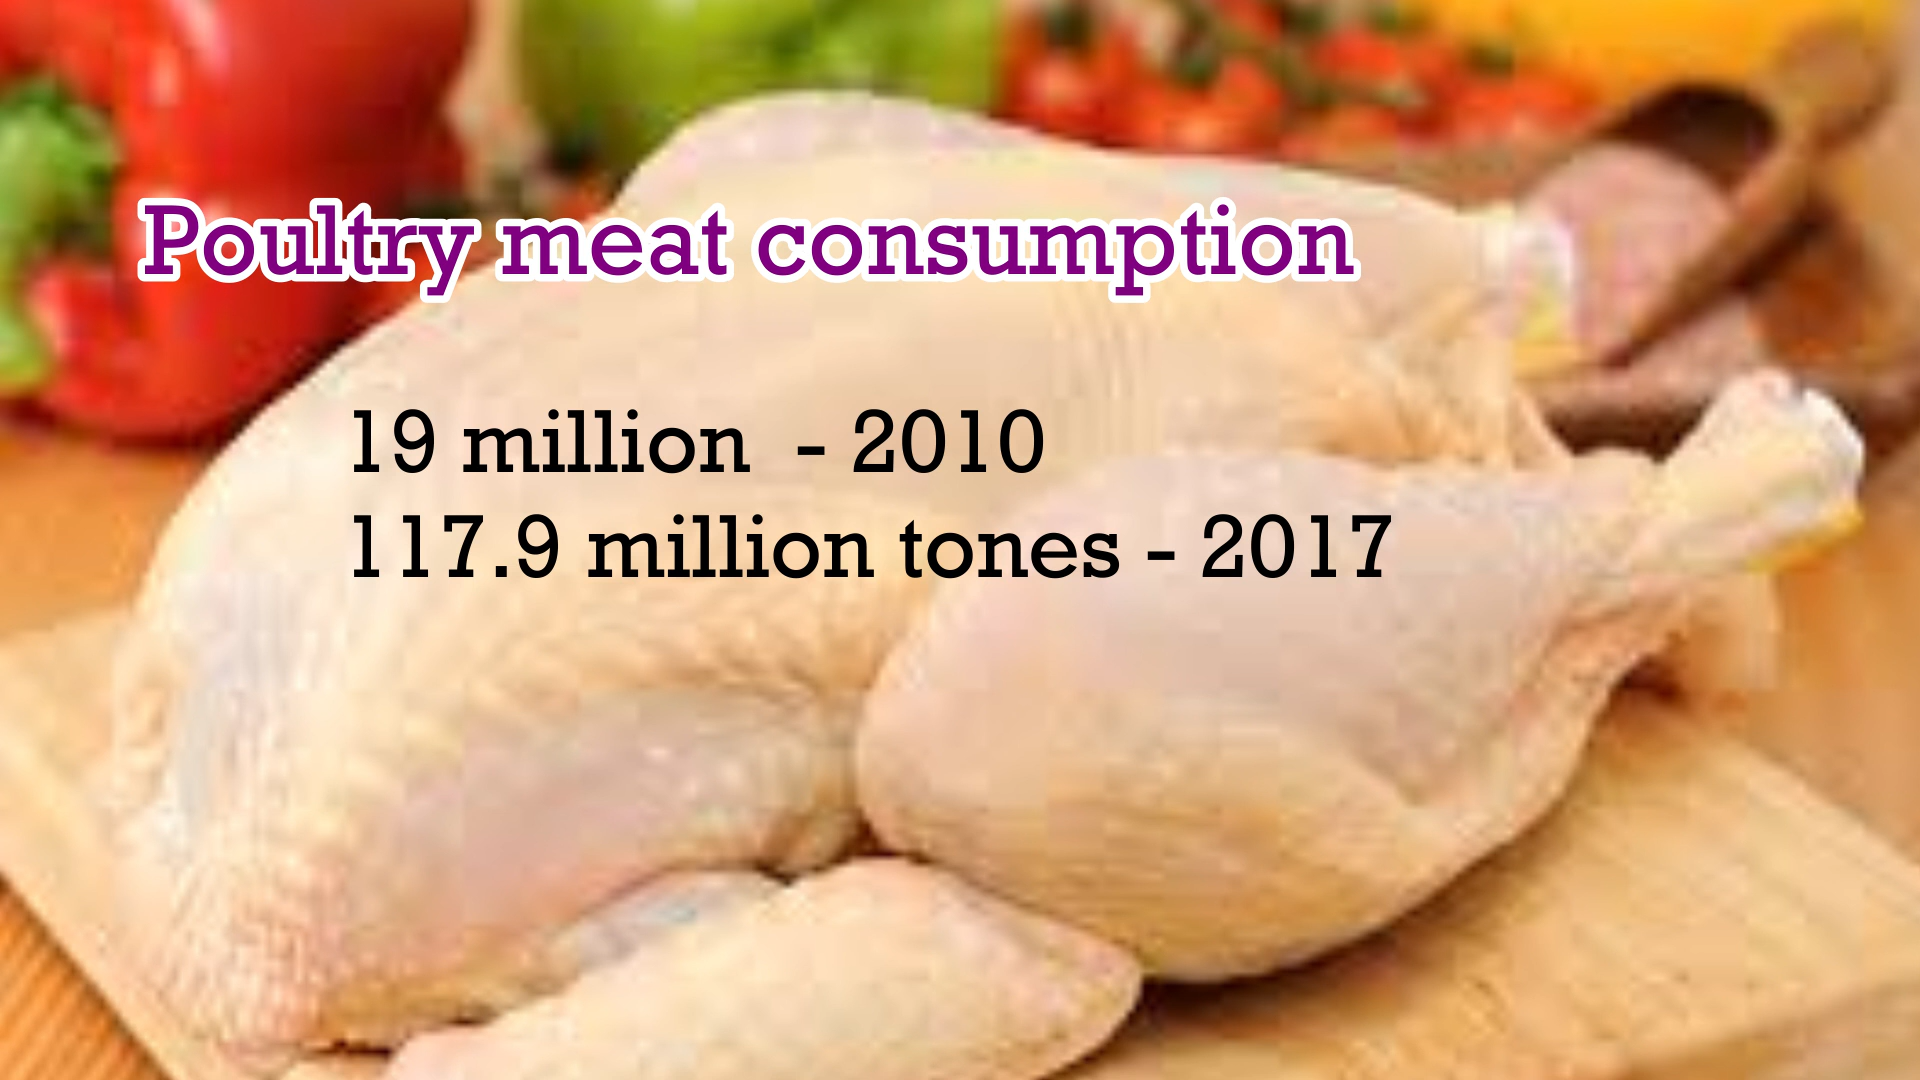 Poultry meat consumption
19 million  - 2010
117.9 million tones - 2017